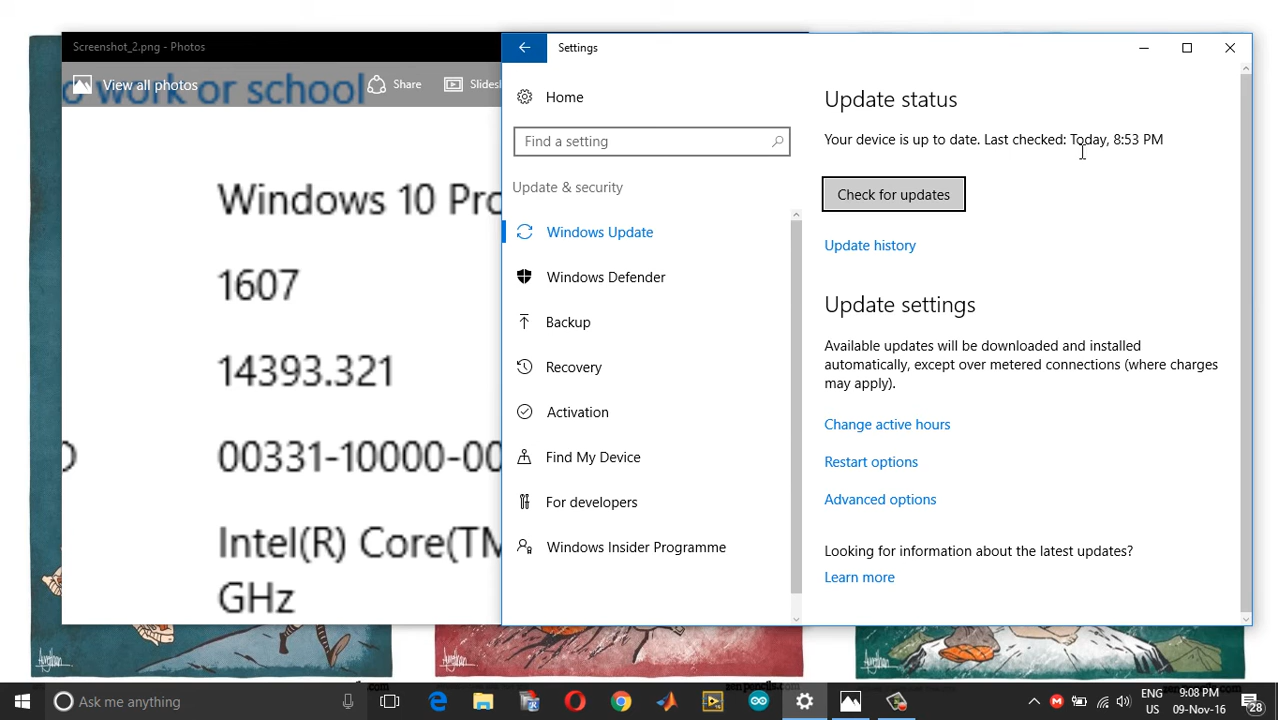 Screenshot_2.png - Photos
View all photos
Share
o work or school
Windows 10 Pro
1607
14393.321
00331-10000-00
Intel(R) Core(TM
GHz
Settings
Home
Find a setting
Update & security
Windows Update
Windows Defender
Backup
Recovery
Activation
Find My Device
For developers
Windows Insider Programme
Update status
Your device is up to date. Last checked: Today, 8:53 PM
Check for updates
Update history
Update settings
Available updates will be downloaded and installed
automatically, except over metered connections (where charges
may apply).
Change active hours
Restart options
Advanced options
Looking for information about the latest updates?
Learn more
Ask me anything
ENG
US
9:08 PM
09-Nov-16
28